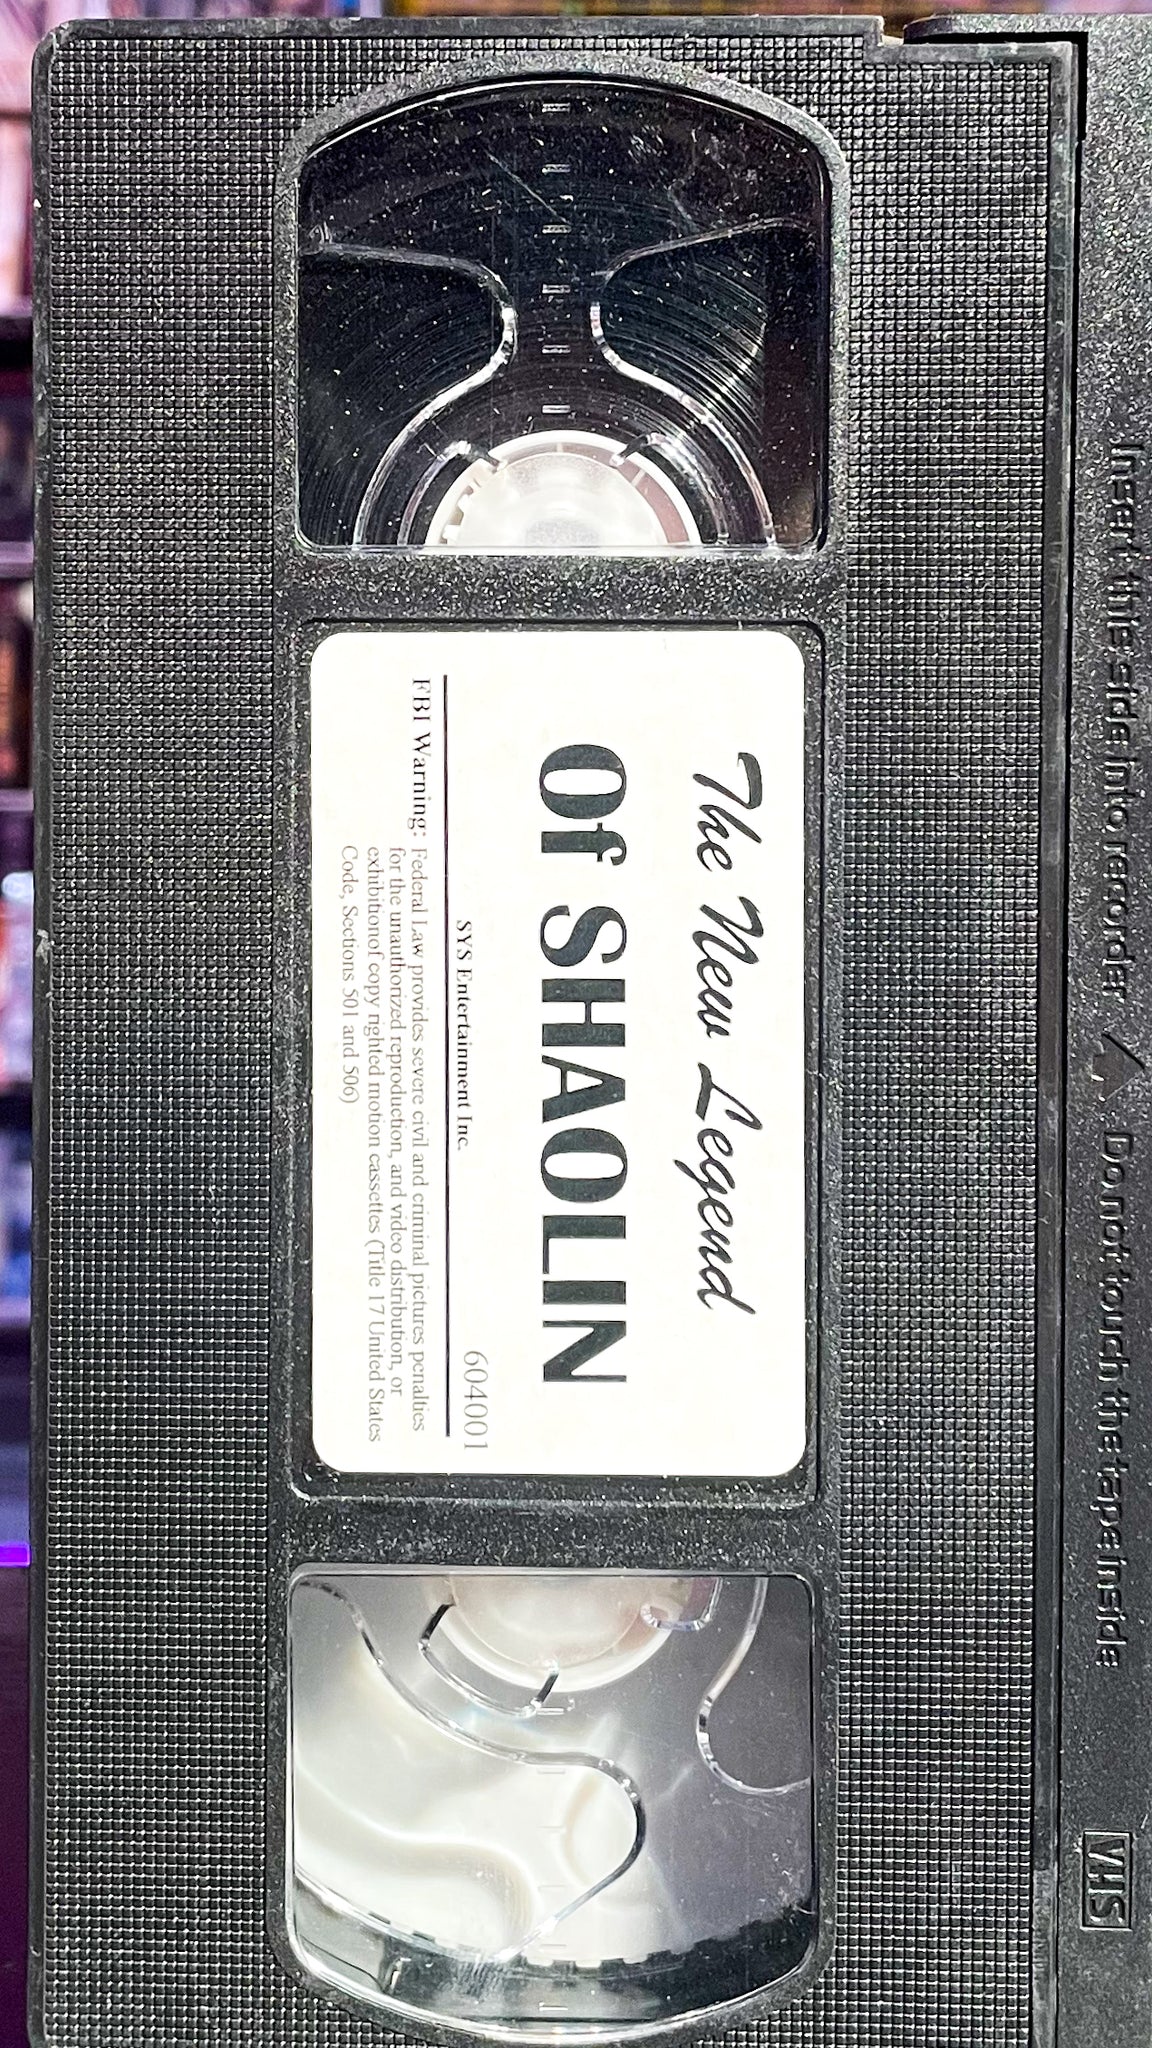 Insert this side into recorder
Do not touch the tape inside
VHS
The New Legend
Of SHAOLIN
604001
SYS Entertainment Inc.
FBI Warning: Federal Law provides severe civil and criminal pictures penalties
for the unauthorized reproduction, and video distribution, or
exhibitionof copy righted motion cassettes (Title 17 United States
Code, Sections 501 and 506)